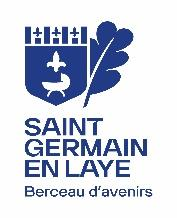 SAINT
GERMAIN
EN LAYE
Berceau d'avenirs